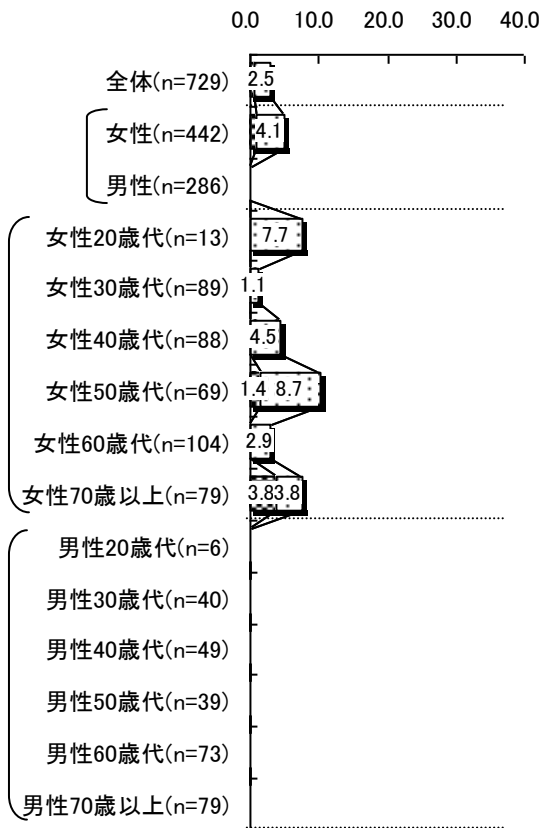 0.0 10.0 20.0 30.0 40.0
全体(n=729) 2.5
女性(n=442) 4.1
男性(n=286)
女性20歳代(n=13) 7.7
女性30歳代(n=89) 1.1
女性40歳代(n=88) 4.5
女性50歳代(n=69) 1.4 8.7
女性60歳代(n=104) 2.9
女性70歳以上(n=79) 3.8 3.8
男性20歳代(n=6)
男性30歳代(n=40)
男性40歳代(n=49)
男性50歳代(n=39)
男性60歳代(n=73)
男性70歳以上(n=79)